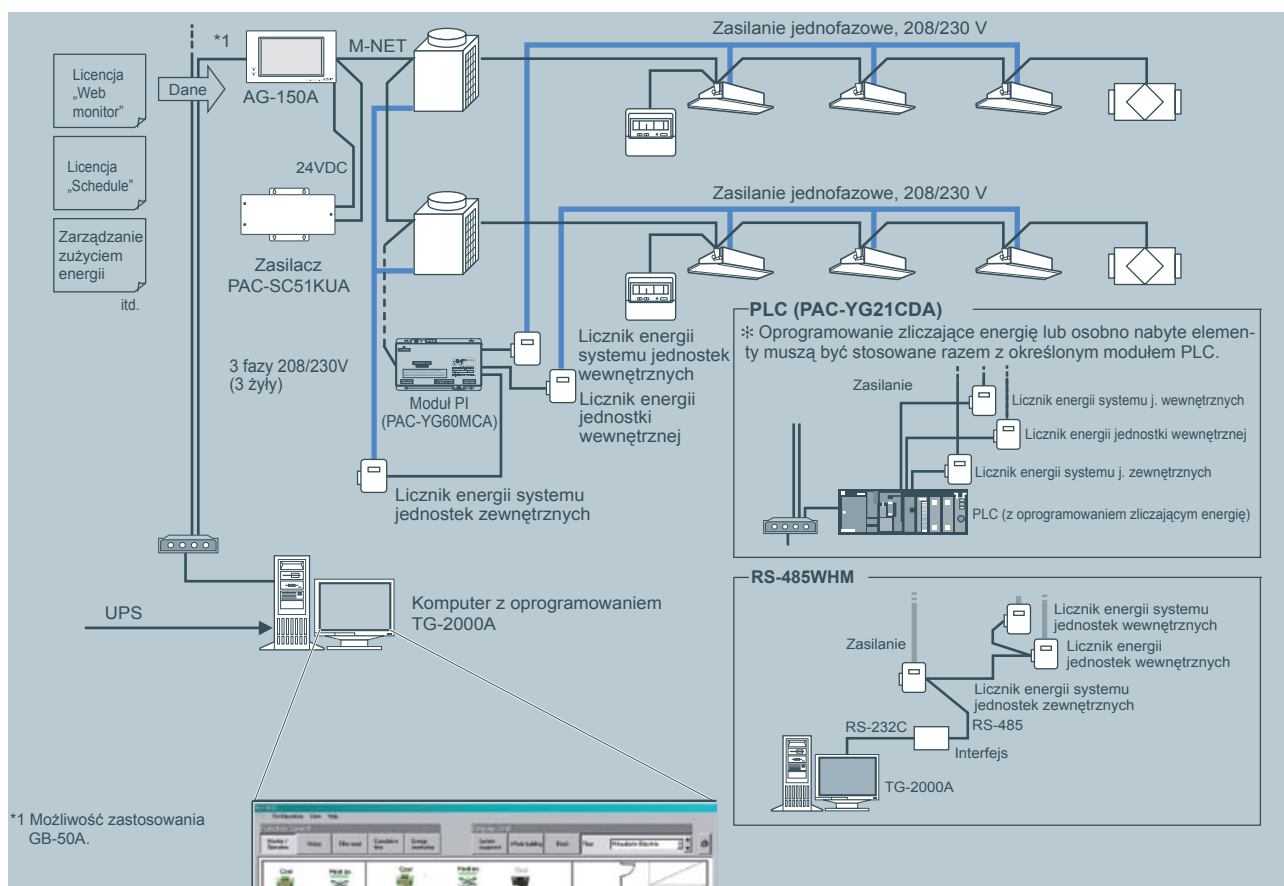 Licencja
„Web
monitor”
Licencja
„Schedule”
Zarządzanie
zużyciem
energii
itd.
Dane
*1
AG-150A
M-NET
24VDC
Zasilacz
PAC-SC51KUA
3 fazy 208/230V
(3 żyły)
Zasilanie jednofazowe, 208/230 V
Zasilanie jednofazowe, 208/230 V
Moduł PI
(PAC-YG60MCA)
Licznik energii
systemu jednostek
wewnętrznych
Licznik energii
jednostki
wewnętrznej
Licznik energii systemu
jednostek zewnętrznych
UPS
Komputer z oprogramowaniem
TG-2000A
PLC (PAC-YG21CDA)
✻ Oprogramowanie zliczające energię lub osobno nabyte elemen-
ty muszą być stosowane razem z określonym modułem PLC.
Zasilanie
Licznik energii systemu j. wewnętrznych
Licznik energii jednostki wewnętrznej
Licznik energii systemu j. zewnętrznych
PLC (z oprogramowaniem zliczającym energię)
RS-485WHM
Zasilanie
Licznik energii systemu
jednostek wewnętrznych
Licznik energii
jednostek wewnętrznych
Licznik energii systemu
jednostek zewnętrznych
RS-232C
RS-485
Interfejs
TG-2000A
*1 Możliwość zastosowania
GB-50A.